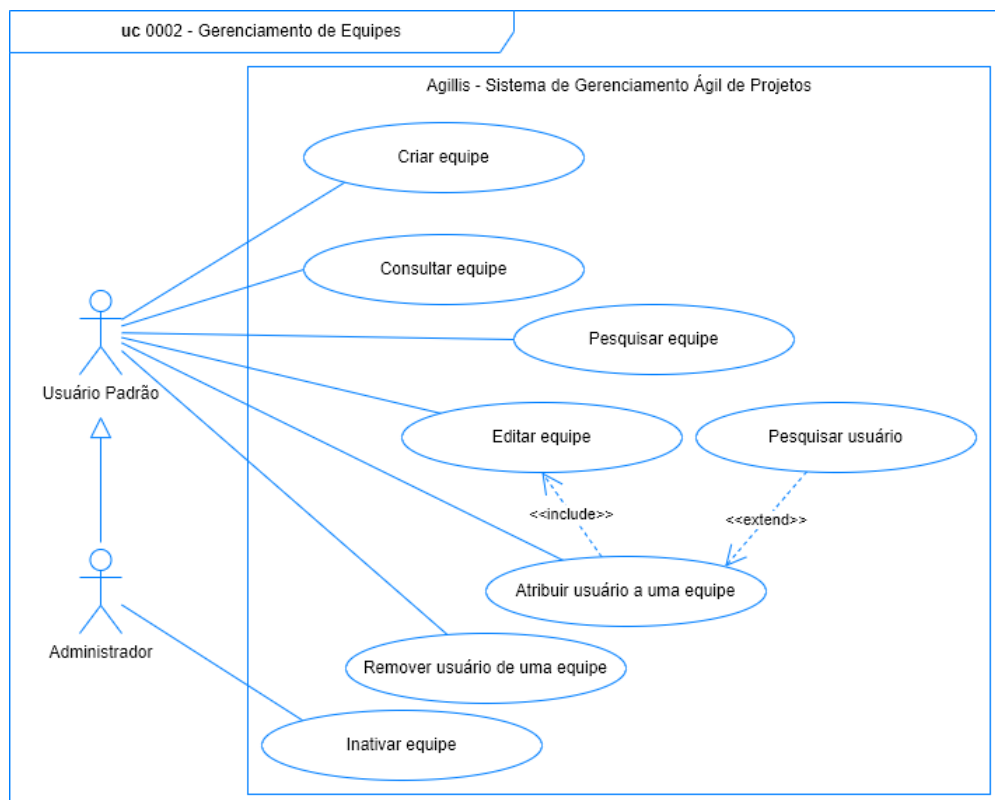 uc 0002 - Gerenciamento de Equipes
Agillis - Sistema de Gerenciamento Ágil de Projetos
Criar equipe
Consultar equipe
Pesquisar equipe
Usuário Padrão
Editar equipe
Pesquisar usuário
<<include>>
<<extend>>
Atribuir usuário a uma equipe
Administrador
Remover usuário de uma equipe
Inativar equipe